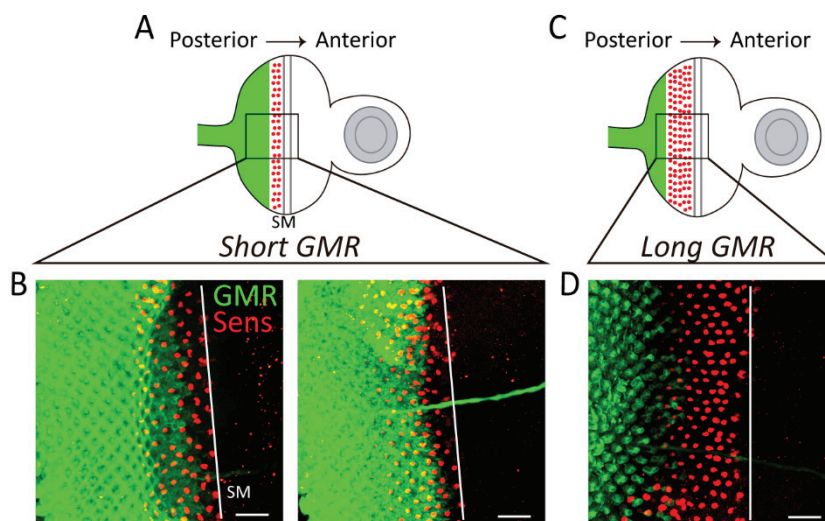 A
Posterior → Anterior
SM
Short GMR
C
Posterior → Anterior
Long GMR
B
GMR
Sens
SM
D